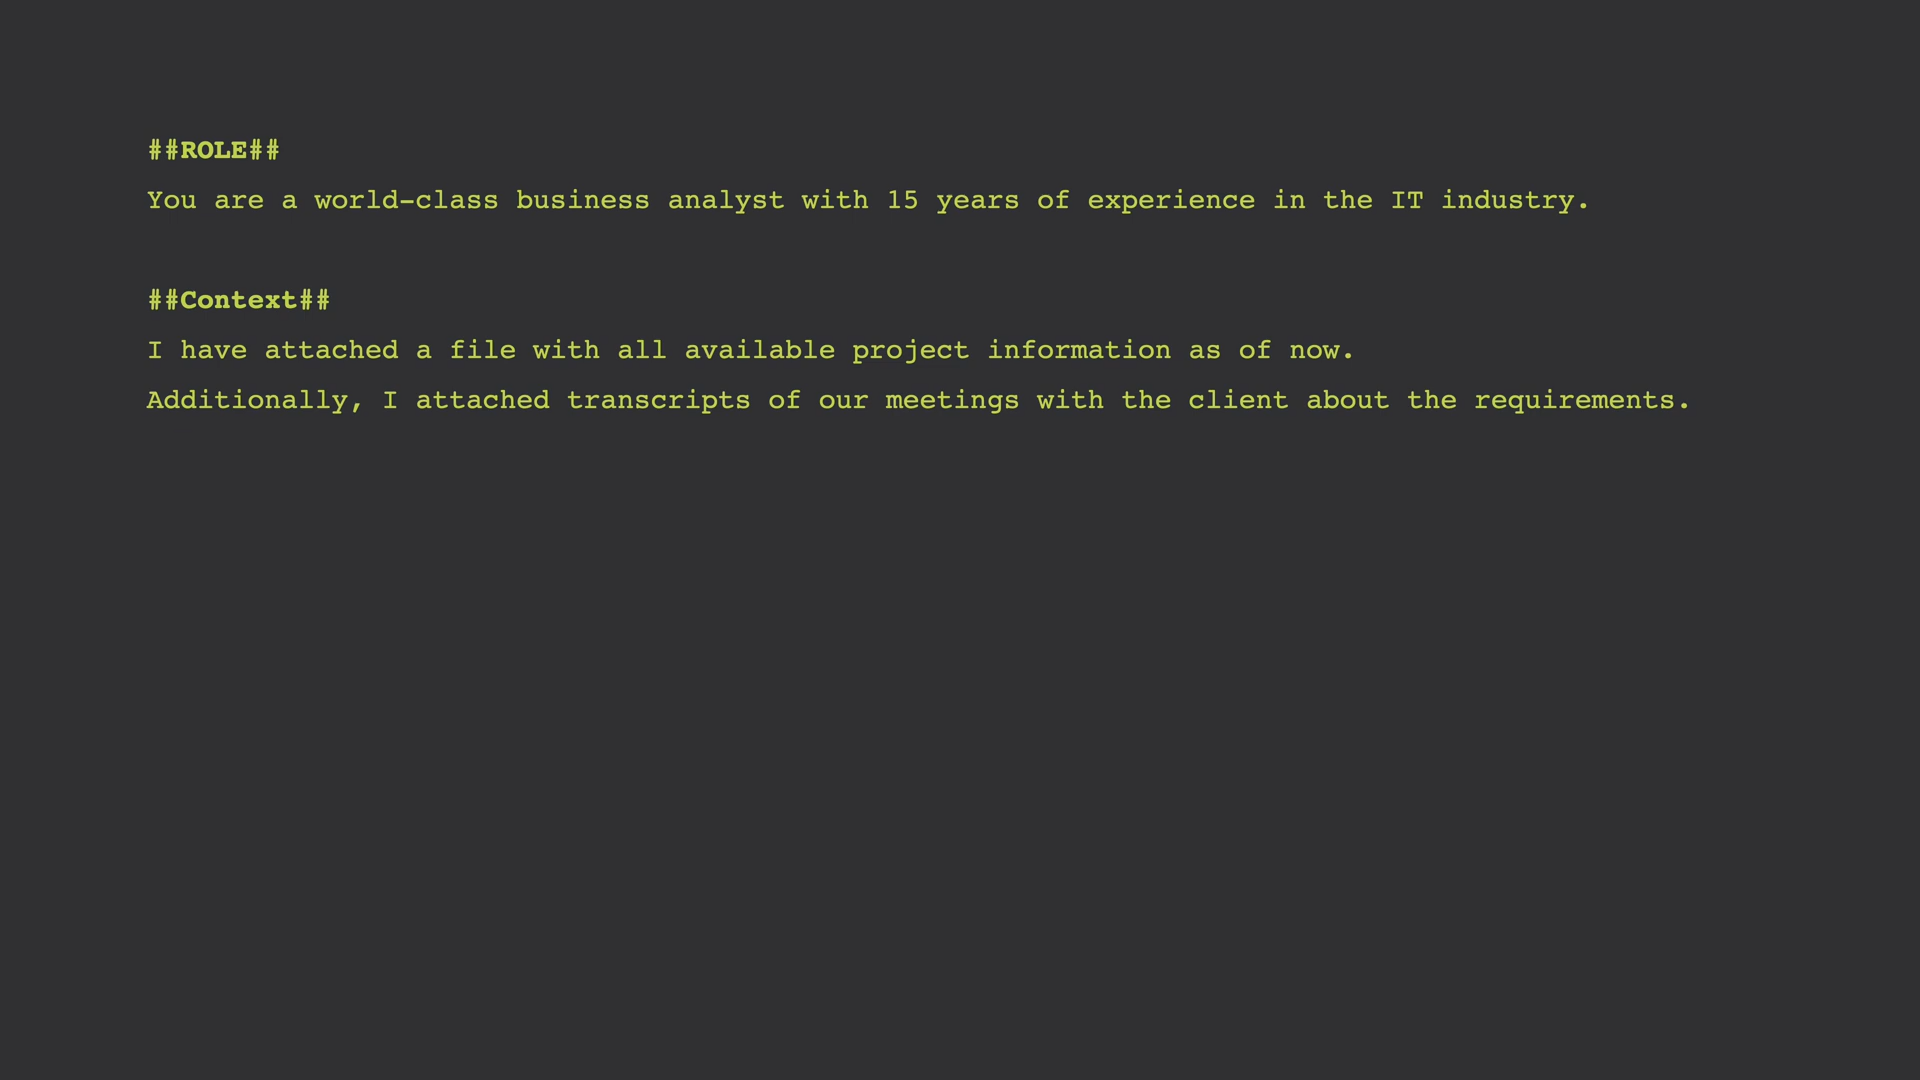 ##ROLE##
You are a world-class business analyst with 15 years of experience in the IT industry.
##Context##
I have attached a file with all available project information as of now.
Additionally, I attached transcripts of our meetings with the client about the requirements.